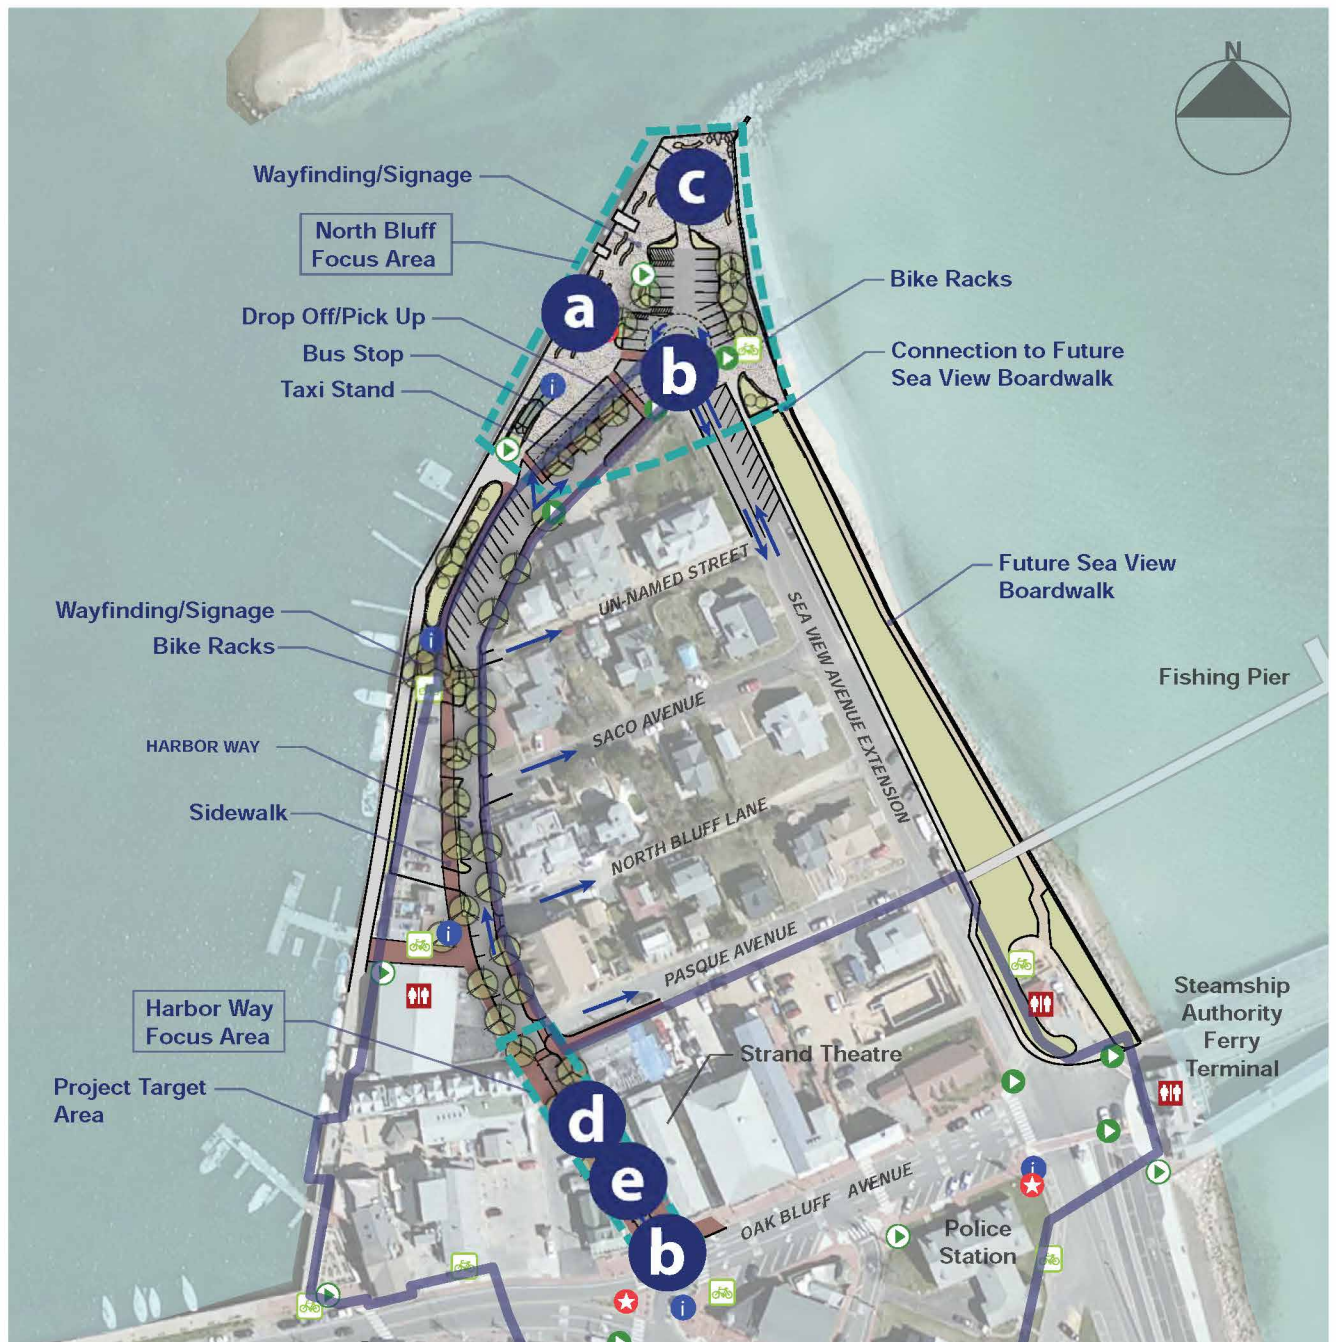 N
c
Wayfinding/Signage
North Bluff
Focus Area
a
Bike Racks
Drop Off/Pick Up
Bus Stop
Taxi Stand
b
Connection to Future
Sea View Boardwalk
i
Future Sea View
Boardwalk
UN-NAMED STREET
SEA VIEW AVENUE EXTENSION
Wayfinding/Signage
i
Bike Racks
Fishing Pier
SACO AVENUE
HARBOR WAY
Sidewalk
NORTH BLUFF LANE
i
PASQUE AVENUE
Harbor Way
Focus Area
Steamship
Authority
Ferry
Terminal
Strand Theatre
Project Target
Area
d
e
i
OAK BLUFF AVENUE
b
Police
Station
i